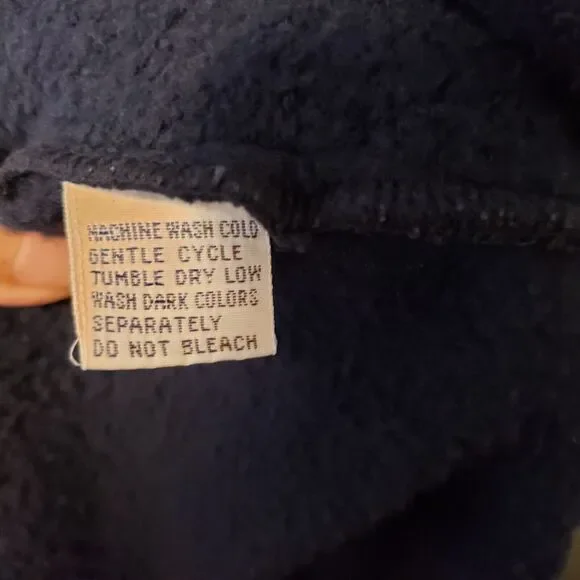 MACHINE WASH COLD
GENTLE CYCLE
TUMBLE DRY LOW
WASH DARK COLORS
SEPARATELY
DO NOT BLEACH